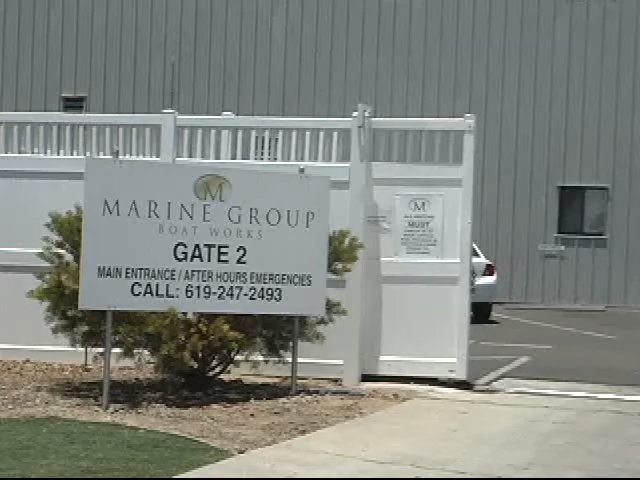 M
MARINE GROUP
BOAT WORKS
GATE 2
MAIN ENTRANCE / AFTER HOURS EMERGENCIES
CALL: 619-247-2493
M
MUST